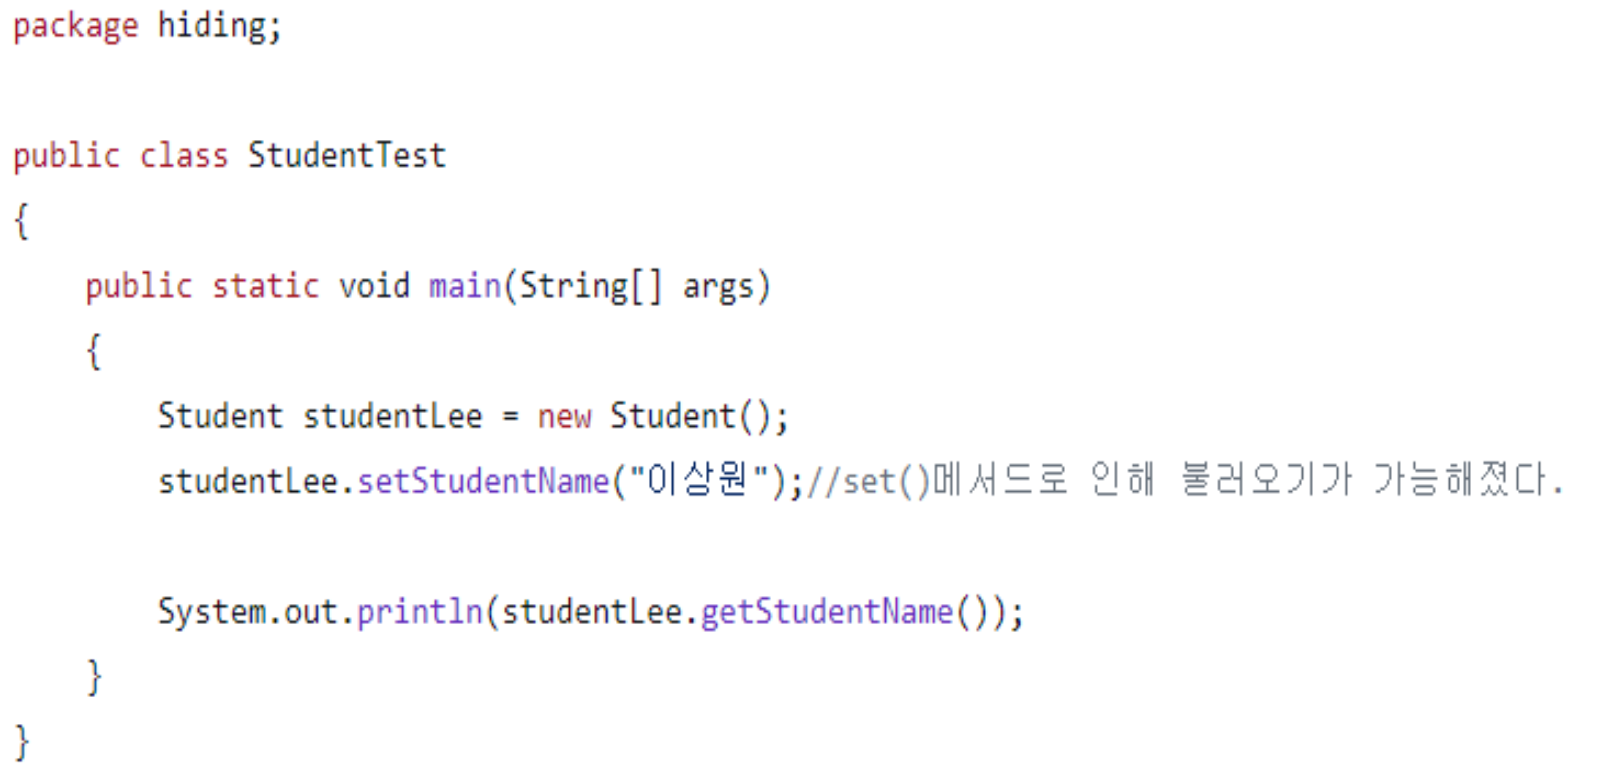 package hiding;
public class StudentTest
{
public static void main(String[] args)
{
Student studentLee = new Student();
studentLee.setStudentName("이상원");//set()메서드로 인해 불러오기가 가능해졌다.
System.out.println(studentLee.getStudentName());
}
}